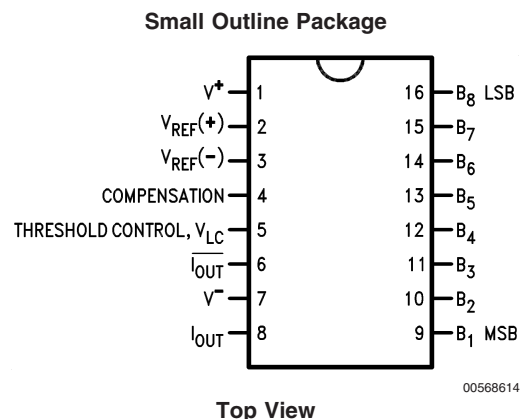 Small Outline Package
V+ 1 16 B8 LSB
VREF(+) 2 15 B7
VREF(−) 3 14 B6
COMPENSATION 4 13 B5
THRESHOLD CONTROL, VLC 5 12 B4
I̅O̅U̅T̅ 6 11 B3
V− 7 10 B2
IOUT 8 9 B1 MSB
00568614
Top View